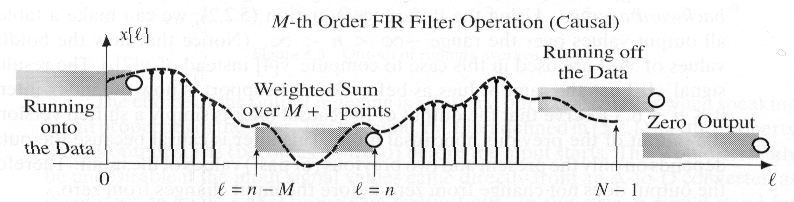 M-th Order FIR Filter Operation (Causal)
x[ℓ]
Running off
the Data
Weighted Sum
over M + 1 points
Running
onto
the Data
Zero Output
0
ℓ = n − M
ℓ = n
N − 1
ℓ